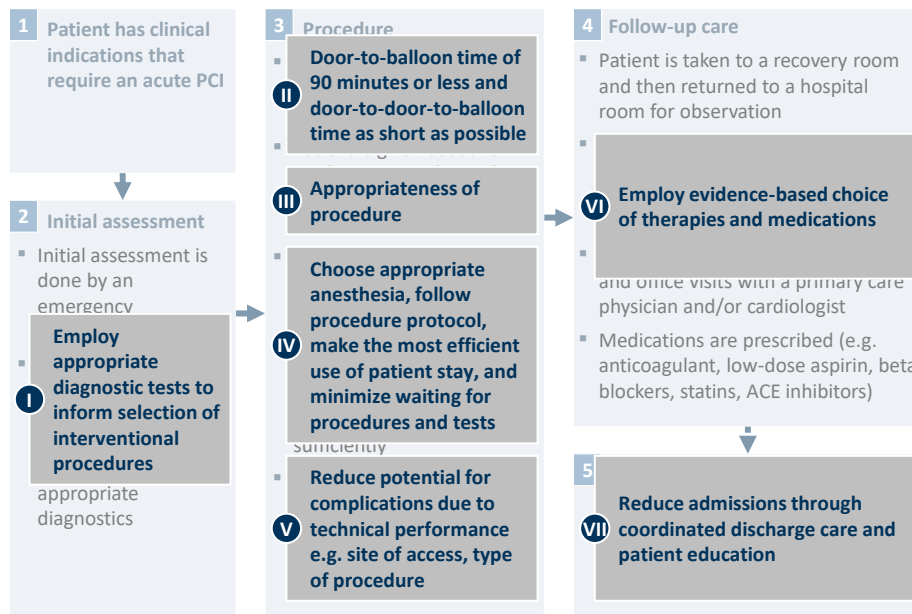 1
Patient has clinical
indications that
require an acute PCI
2
Initial assessment
▪ Initial assessment is
done by an
emergency
▪
I
Employ
appropriate
diagnostic tests to
inform selection of
interventional
procedures
appropriate
diagnostics
3
Procedure
▪
II
Door-to-balloon time of
90 minutes or less and
door-to-door-to-balloon
time as short as possible
▪
III
Appropriateness of
procedure
▪
IV
Choose appropriate
anesthesia, follow
procedure protocol,
make the most efficient
use of patient stay, and
minimize waiting for
procedures and tests
sufficiently
▪
V
Reduce potential for
complications due to
technical performance
e.g. site of access, type
of procedure
4
Follow-up care
▪ Patient is taken to a recovery room
and then returned to a hospital
room for observation
▪
VI
Employ evidence-based choice
of therapies and medications
▪
and office visits with a primary care
physician and/or cardiologist
▪ Medications are prescribed (e.g.
anticoagulant, low-dose aspirin, beta
blockers, statins, ACE inhibitors)
5
VII
Reduce admissions through
coordinated discharge care and
patient education